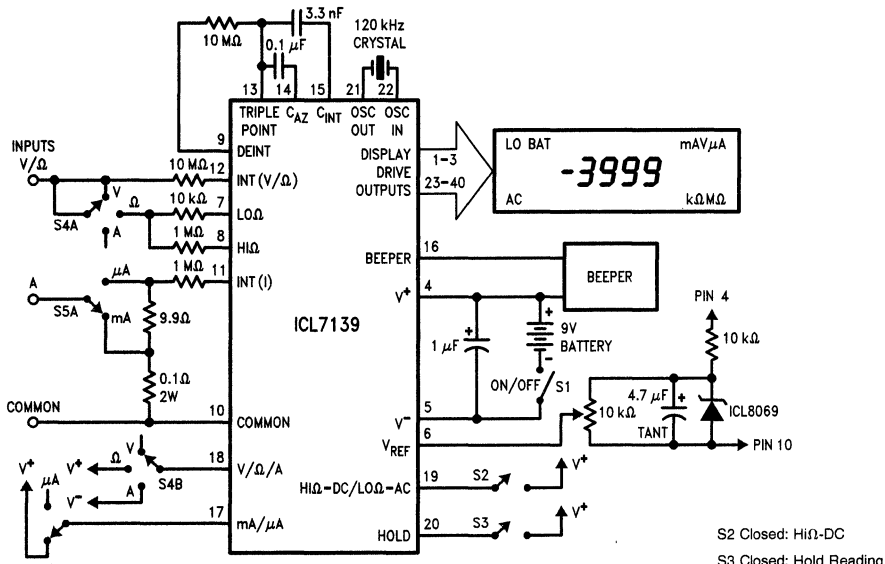 3.3 nF
10 MΩ
0.1 µF
120 kHz
CRYSTAL
13
14
15
21
22
TRIPLE
POINT
C_AZ
C_INT
OSC
OUT
OSC
IN
9
DEINT
INPUTS
V/Ω
10 MΩ
12
INT(V/Ω)
V
Ω
10 kΩ
7
LOΩ
S4A
A
1 MΩ
8
HIΩ
1 MΩ
11
INT(I)
A
µA
S5A
mA
9.9Ω
0.1Ω
2W
COMMON
10
COMMON
ICL7139
DISPLAY
DRIVE
OUTPUTS
1-3
23-40
LO BAT
mAVµA
-3999
AC
kΩMΩ
BEEPER
16
BEEPER
V+
4
+
1 µF
+
9V
BATTERY
-
ON/OFF
S1
V-
5
V_REF
6
PIN 4
10 kΩ
10 kΩ
4.7 µF
+
TANT
ICL8069
PIN 10
V
Ω
V+
A
V-
S4B
18
V/Ω/A
V+
µA
17
mA/µA
HIΩ-DC/LOΩ-AC
19
S2
V+
HOLD
20
S3
V+
S2 Closed: HiΩ-DC
S3 Closed: Hold Reading